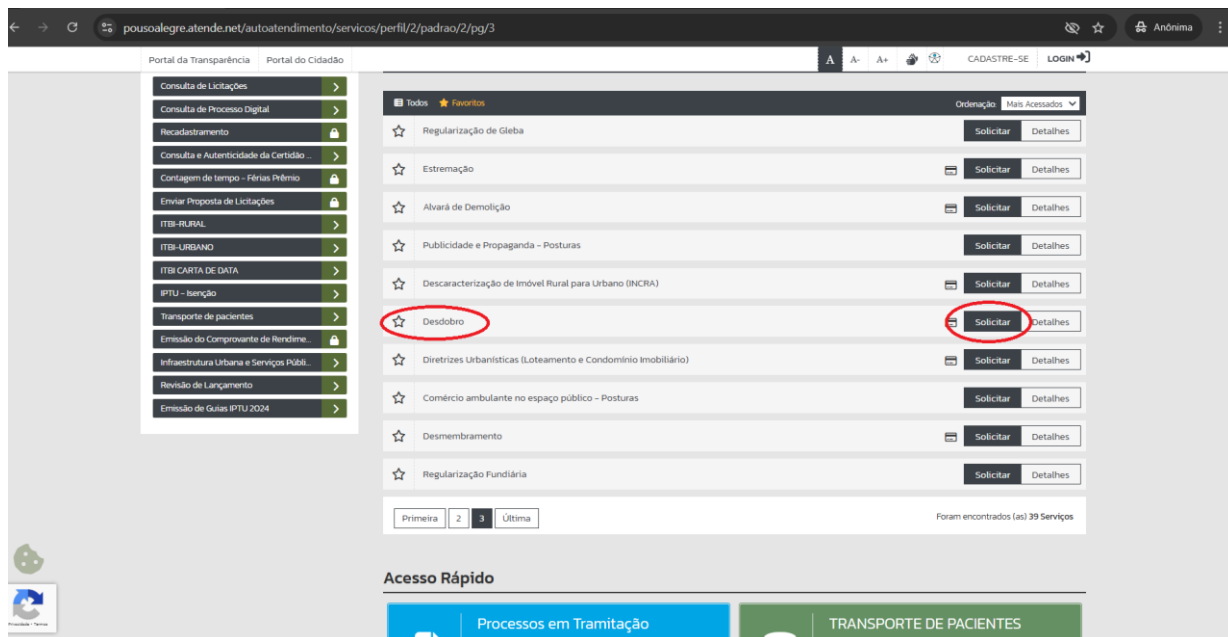 pousoalegre.atende.net/autoatendimento/servicos/perfil/2/padrao/2/pg/3
Anônima
Portal da Transparência Portal do Cidadão
A A- A+ CADASTRE-SE LOGIN
Consulta de Licitações
Consulta de Processo Digital
Recadastramento
Consulta e Autenticidade da Certidão ...
Contagem de tempo - Férias Prêmio
Enviar Proposta de Licitações
ITBI-RURAL
ITBI-URBANO
ITBI CARTA DE DATA
IPTU - Isenção
Transporte de pacientes
Emissão do Comprovante de Rendime...
Infraestrutura Urbana e Serviços Públi...
Revisão de Lançamento
Emissão de Guias IPTU 2024
Todos Favoritos Ordenação: Mais Acessados
Regularização de Gleba Solicitar Detalhes
Estremação Solicitar Detalhes
Alvará de Demolição Solicitar Detalhes
Publicidade e Propaganda - Posturas Solicitar Detalhes
Descaracterização de Imóvel Rural para Urbano (INCRA) Solicitar Detalhes
Desdobro Solicitar Detalhes
Diretrizes Urbanísticas (Loteamento e Condomínio Imobiliário) Solicitar Detalhes
Comércio ambulante no espaço público - Posturas Solicitar Detalhes
Desmembramento Solicitar Detalhes
Regularização Fundiária Solicitar Detalhes
Primeira 2 3 Última Foram encontrados (as) 39 Serviços
Acesso Rápido
Processos em Tramitação TRANSPORTE DE PACIENTES